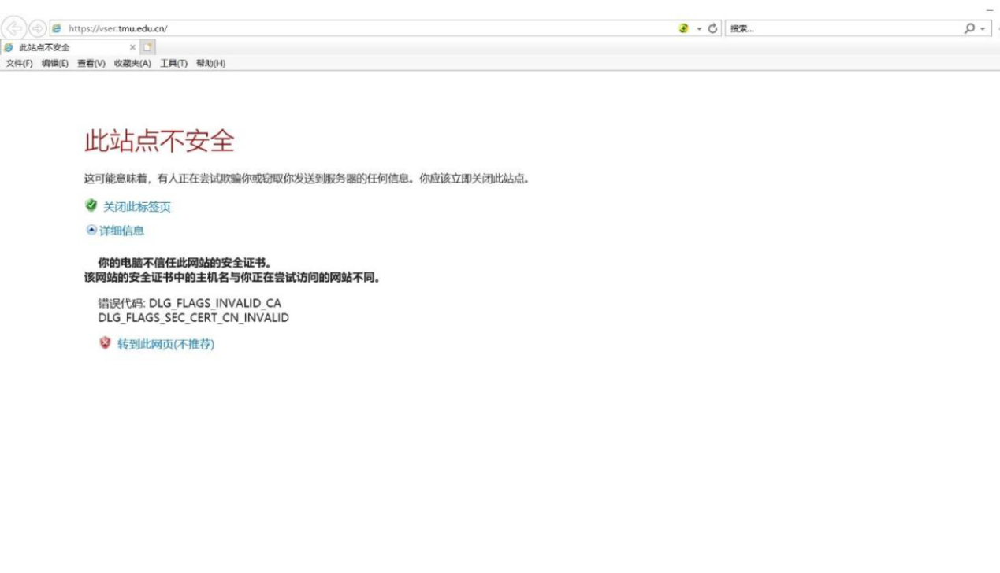 https://vser.tmu.edu.cn/
搜索...
此站点不安全
文件(F) 编辑(E) 查看(V) 收藏夹(A) 工具(T) 帮助(H)
此站点不安全
这可能意味着，有人正在尝试欺骗你或窃取你发送到服务器的任何信息。你应该立即关闭此站点。
关闭此标签页
详细信息
你的电脑不信任此网站的安全证书。
该网站的安全证书中的主机名与你正在尝试访问的网站不同。
错误代码: DLG_FLAGS_INVALID_CA
DLG_FLAGS_SEC_CERT_CN_INVALID
转到此网页(不推荐)